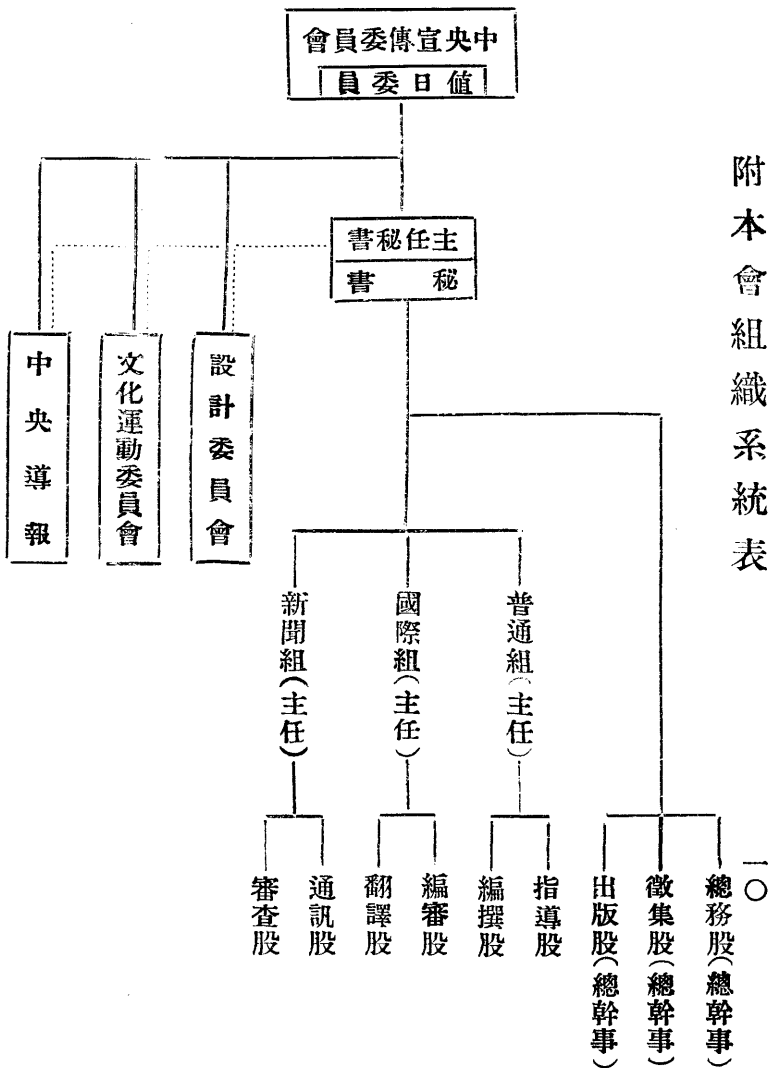 附本會組織系統表
一〇
中央宣傳委員會
值日委員
主任秘書
秘書
設計委員會
文化運動委員會
中央導報
普通組(主任)
國際組(主任)
新聞組(主任)
總務股(總幹事)
徵集股(總幹事)
出版股(總幹事)
指導股
編撰股
編審股
翻譯股
通訊股
審查股